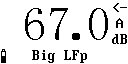 67.0 <- A dB
Big LFp